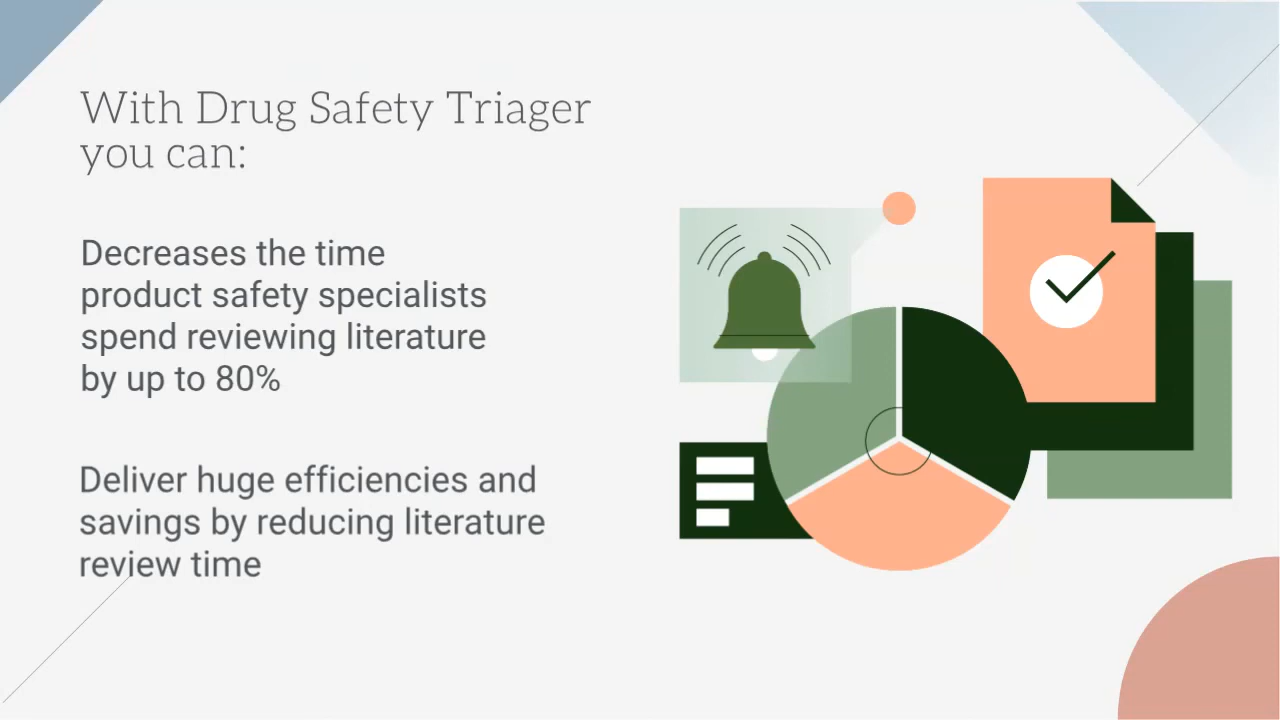 With Drug Safety Triager
you can:
Decreases the time
product safety specialists
spend reviewing literature
by up to 80%
Deliver huge efficiencies and
savings by reducing literature
review time